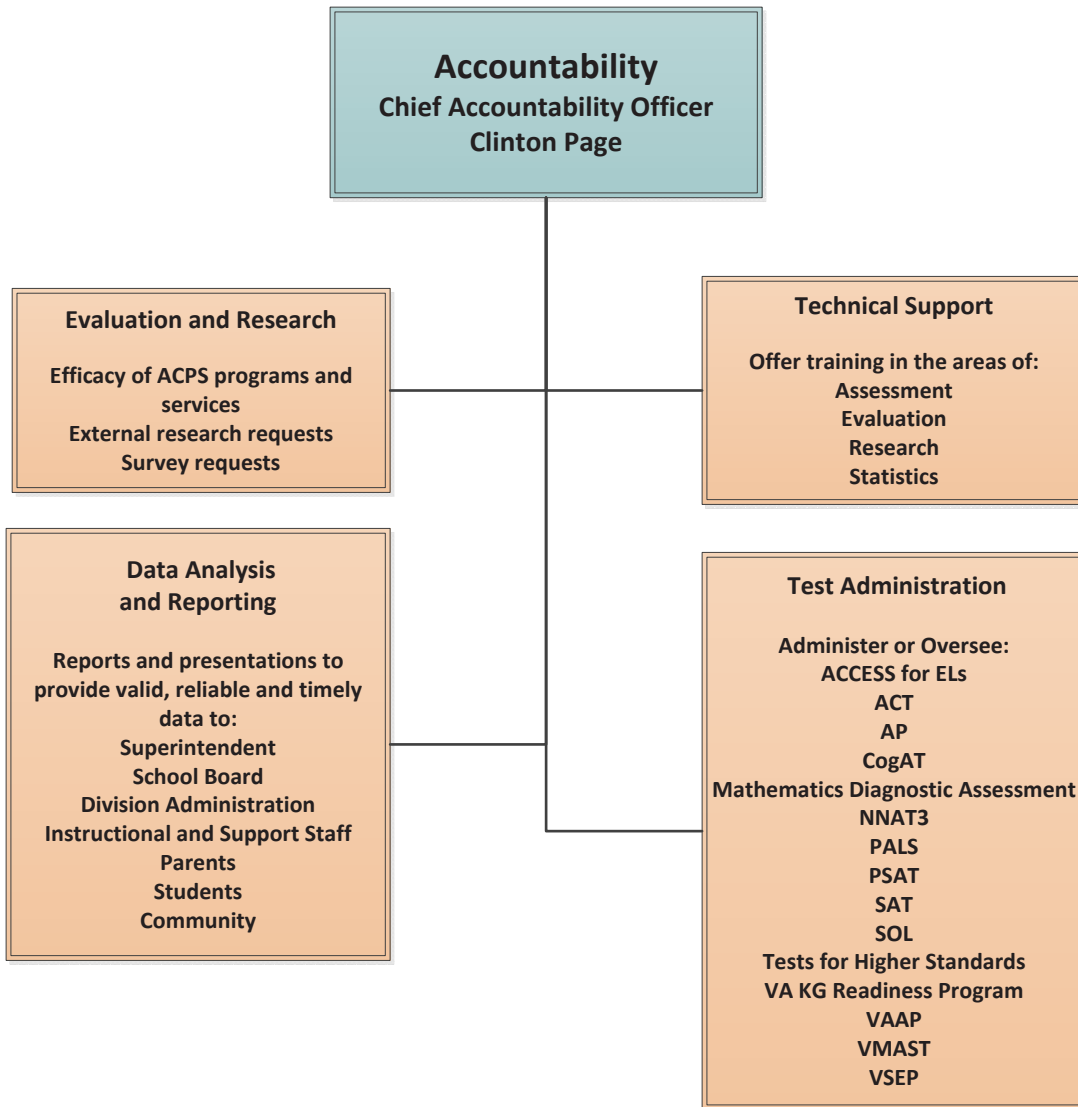 Accountability
Chief Accountability Officer
Clinton Page
Evaluation and Research
Efficacy of ACPS programs and
services
External research requests
Survey requests
Technical Support
Offer training in the areas of:
Assessment
Evaluation
Research
Statistics
Data Analysis
and Reporting
Reports and presentations to
provide valid, reliable and timely
data to:
Superintendent
School Board
Division Administration
Instructional and Support Staff
Parents
Students
Community
Test Administration
Administer or Oversee:
ACCESS for ELs
ACT
AP
CogAT
Mathematics Diagnostic Assessment
NNAT3
PALS
PSAT
SAT
SOL
Tests for Higher Standards
VA KG Readiness Program
VAAP
VMAST
VSEP